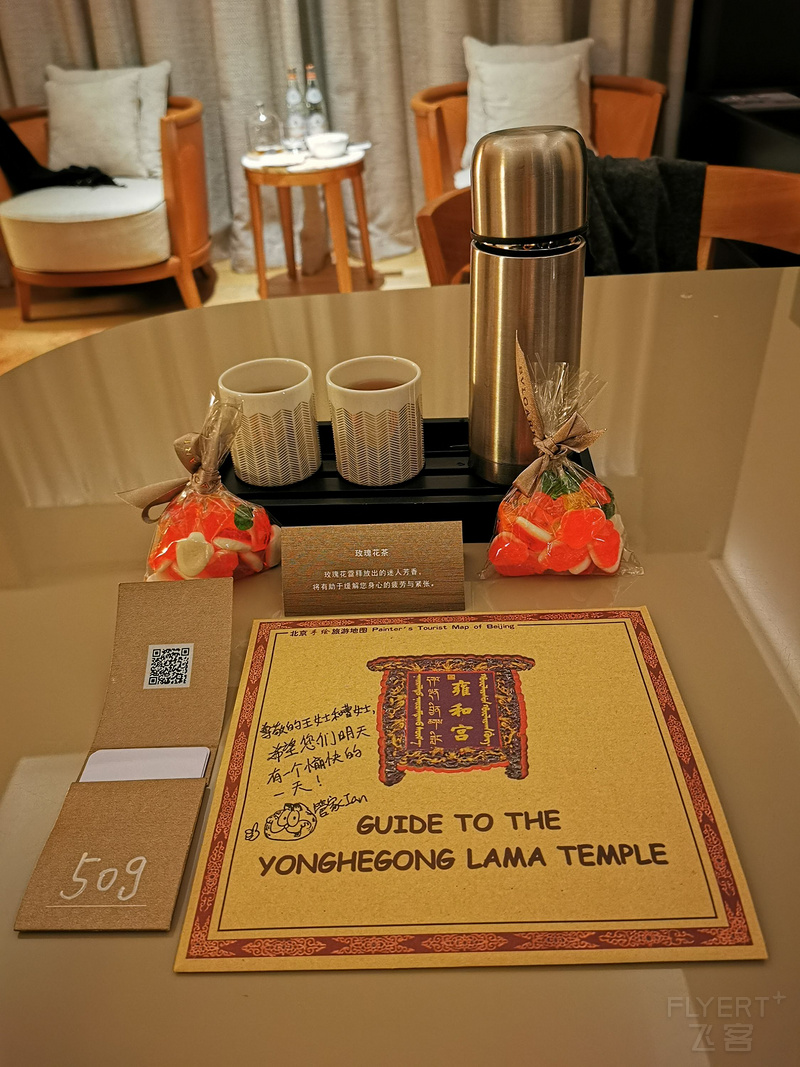 BVLGARI
玫瑰花茶
玫瑰花蕾释放出的迷人芳香，
将有助于缓解您身心的疲劳与紧张。
北京手绘旅游地图 Painter's Tourist Map of Beijing
雍和宫
尊敬的王女士和曹女士，
希望您们明天
有一个愉快的
一天！
管家Ian
GUIDE TO THE
YONGHEGONG LAMA TEMPLE
509
FLYERT+
飞客